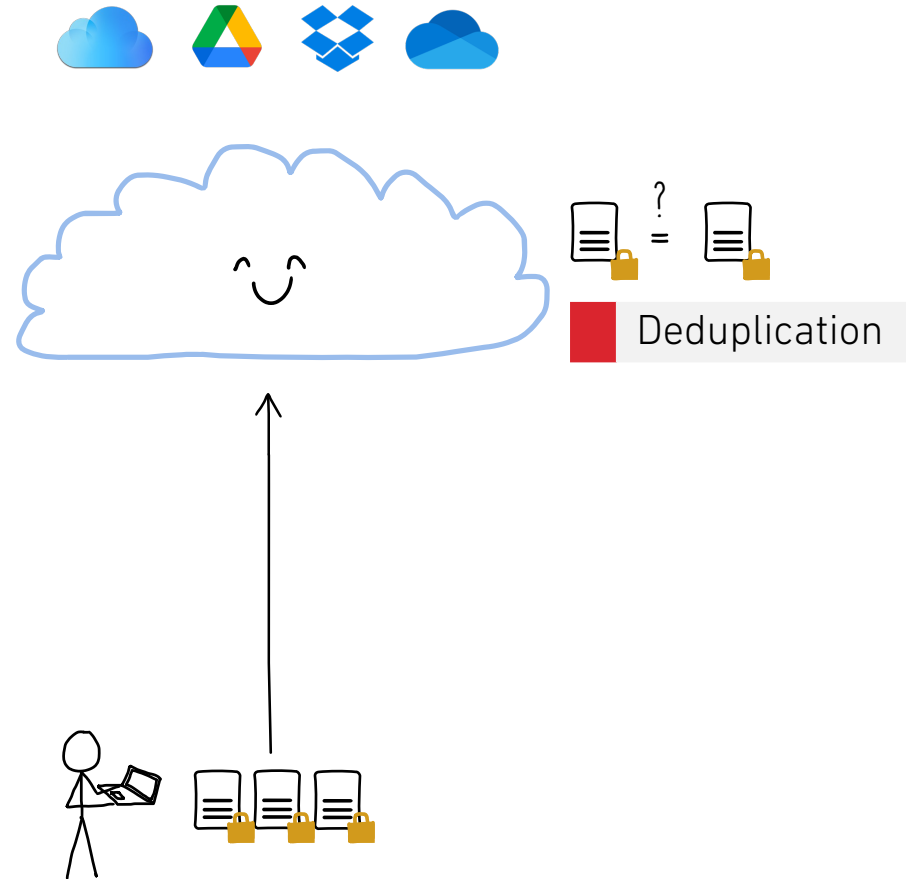 ?
=
Deduplication